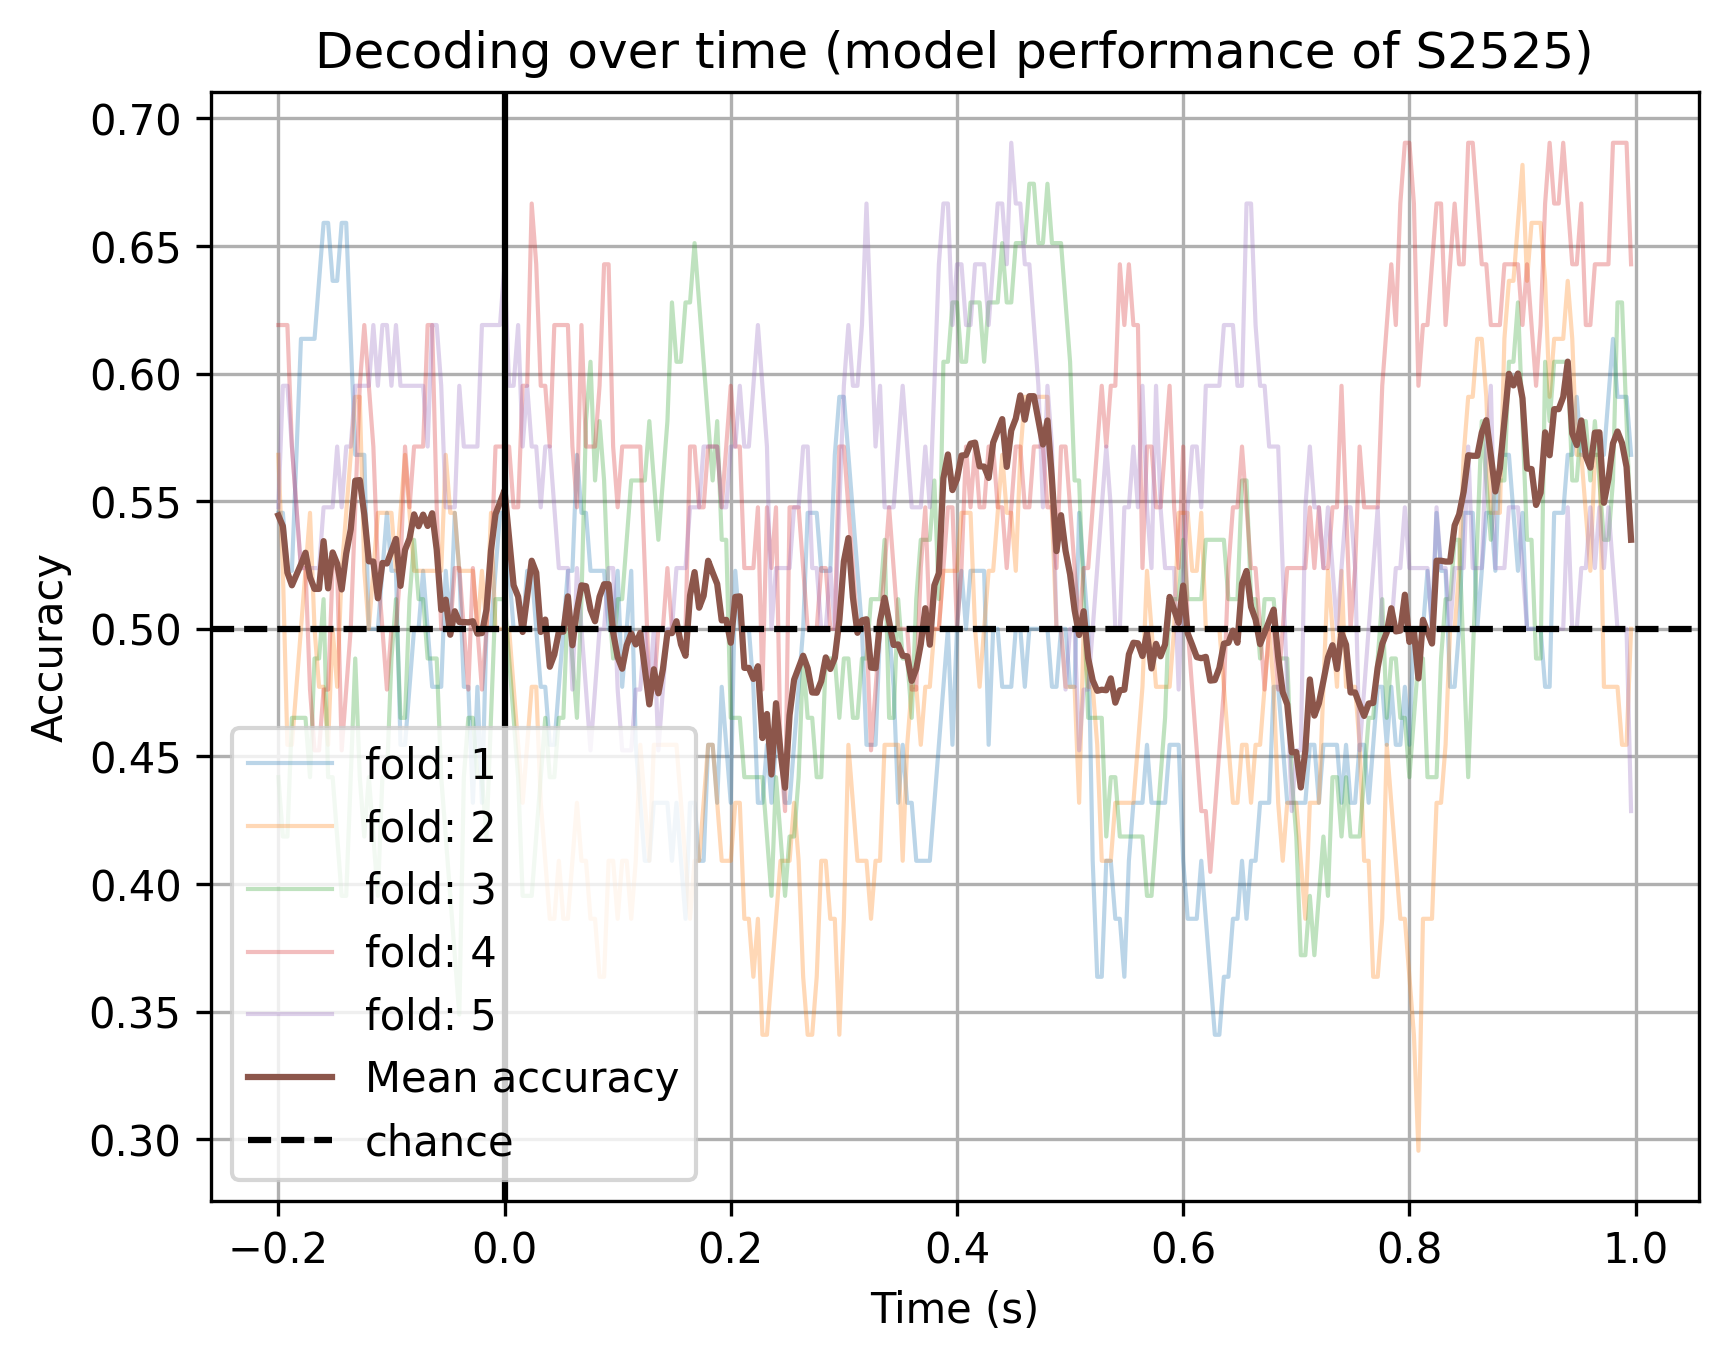 Decoding over time (model performance of S2525)
Accuracy
0.70
0.65
0.60
0.55
0.50
0.45
0.40
0.35
0.30
fold: 1
fold: 2
fold: 3
fold: 4
fold: 5
Mean accuracy
chance
−0.2 0.0 0.2 0.4 0.6 0.8 1.0
Time (s)